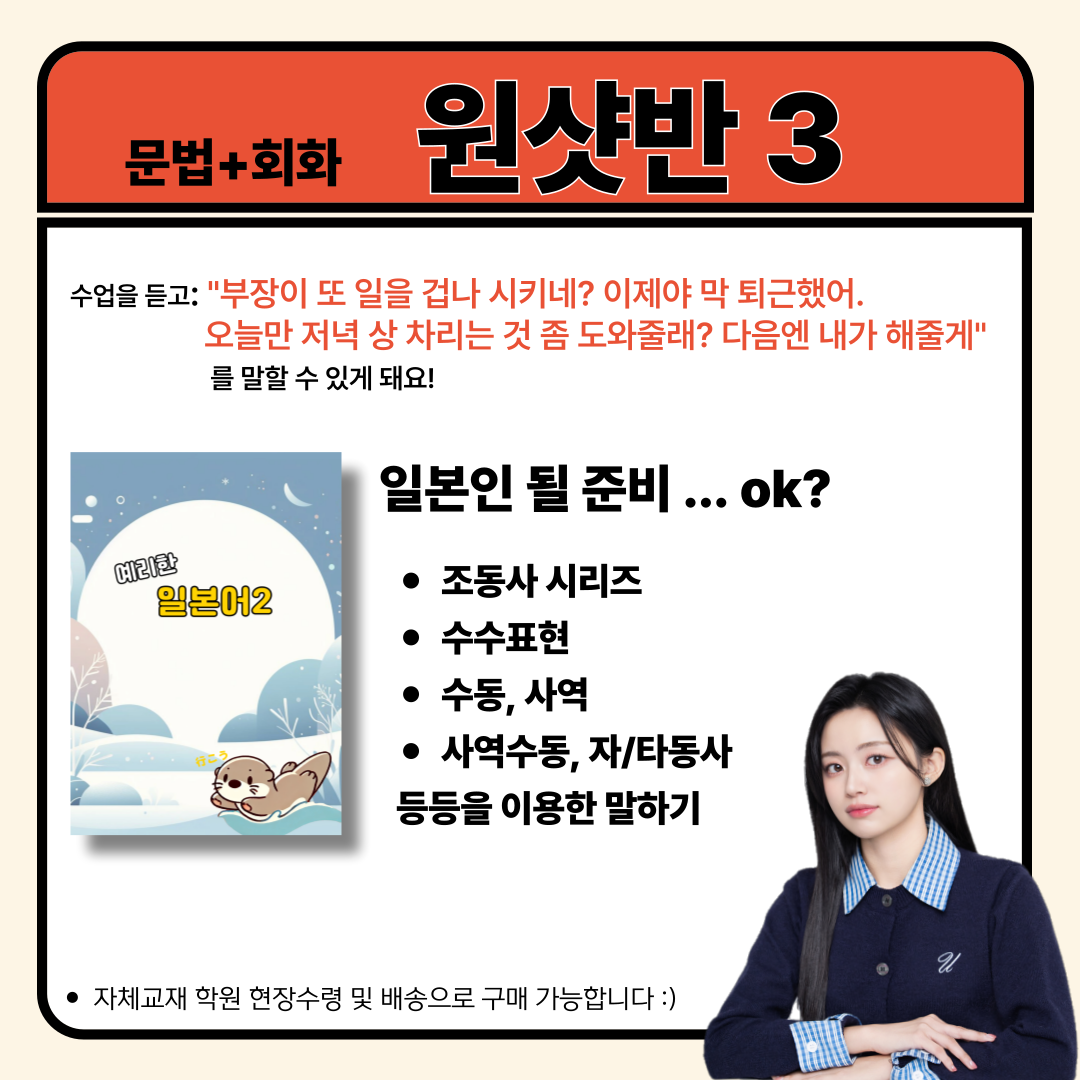 문법+회화 원샷반 3
수업을 듣고: "부장이 또 일을 겁나 시키네? 이제야 막 퇴근했어.
오늘만 저녁 상 차리는 것 좀 도와줄래? 다음엔 내가 해줄게"
를 말할 수 있게 돼요!
예리한
일본어2
일본인 될 준비 ... ok?
• 조동사 시리즈
• 수수표현
• 수동, 사역
• 사역수동, 자/타동사
등등을 이용한 말하기
U
• 자체교재 학원 현장수령 및 배송으로 구매 가능합니다 :)